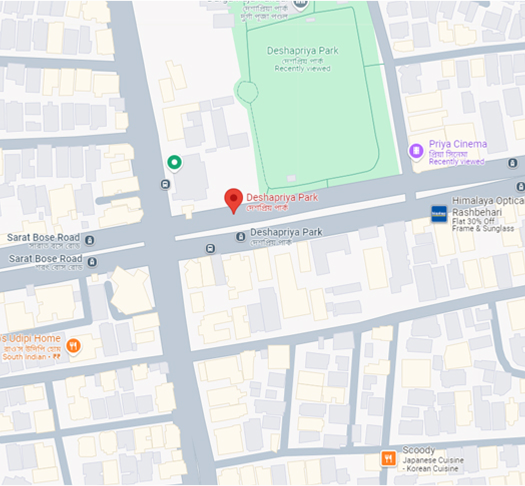 দেশপ্রিয় পার্ক
Deshapriya Park
দেশপ্রিয় পার্ক
Recently viewed
Priya Cinema
প্রিয়া সিনেমা
Recently viewed
Deshapriya Park
দেশপ্রিয় পার্ক
Himalaya Optical
Rashbehari
Flat 30% Off
Frame & Sunglass
Deshapriya Park
দেশপ্রিয় পার্ক
Sarat Bose Road
Sarat Bose Road
Udipi Home
South Indian • ₹₹
Scoody
Japanese Cuisine
- Korean Cuisine